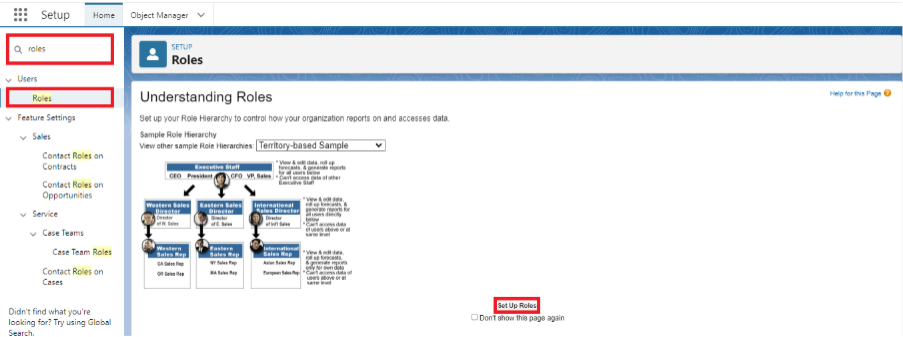 Setup
Home
Object Manager
roles
Users
Roles
Feature Settings
Sales
Contact Roles on
Contracts
Contact Roles on
Opportunities
Service
Case Teams
Case Team Roles
Contact Roles on
Cases
Didn't find what you're
looking for? Try using Global
Search.
SETUP
Roles
Understanding Roles
Help for this Page
Set up your Role Hierarchy to control how your organization reports on and accesses data.
Sample Role Hierarchy
View other sample Role Hierarchies: Territory-based Sample
Executive Staff
CEO President CFO VP, Sales
* View & edit data, roll up
forecasts, & generate reports
for all users below
* Can't access data of other
Executive Staff
Western Sales
Director
Director
of W. Sales
Eastern Sales
Director
Director
of E. Sales
International
Sales Director
Director
of Int'l Sales
* View & edit data,
roll up forecasts, &
generate reports for
all users directly
below
* Can't access data
of users above or at
same level
Western
Sales Rep
CA Sales Rep
OR Sales Rep
Eastern
Sales Rep
NY Sales Rep
MA Sales Rep
International
Sales Rep
Asian Sales Rep
European Sales Rep
* View & edit data,
roll up forecasts,
& generate reports
only for own data
* Can't access data of
users above or at
same level
Set Up Roles
Don't show this page again